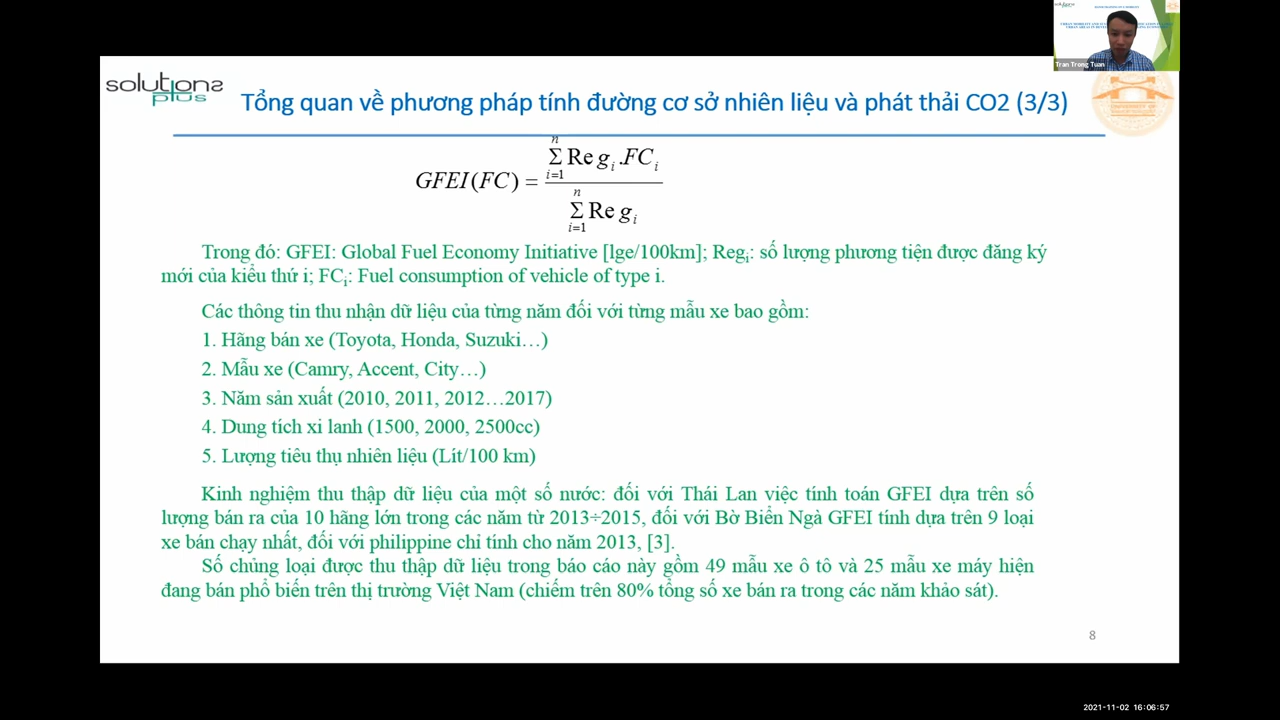 solutions plus
Tổng quan về phương pháp tính đường cơ sở nhiên liệu và phát thải CO2 (3/3)
GFEI(FC) = \frac{\sum_{i=1}^{n} Re g_i .FC_i}{\sum_{i=1}^{n} Re g_i}
Trong đó: GFEI: Global Fuel Economy Initiative [lge/100km]; Regi: số lượng phương tiện được đăng ký
mới của kiểu thứ i; FCi: Fuel consumption of vehicle of type i.
Các thông tin thu nhận dữ liệu của từng năm đối với từng mẫu xe bao gồm:
1. Hãng bán xe (Toyota, Honda, Suzuki…)
2. Mẫu xe (Camry, Accent, City…)
3. Năm sản xuất (2010, 2011, 2012…2017)
4. Dung tích xi lanh (1500, 2000, 2500cc)
5. Lượng tiêu thụ nhiên liệu (Lít/100 km)
Kinh nghiệm thu thập dữ liệu của một số nước: đối với Thái Lan việc tính toán GFEI dựa trên số
lượng bán ra của 10 hãng lớn trong các năm từ 2013÷2015, đối với Bờ Biển Ngà GFEI tính dựa trên 9 loại
xe bán chạy nhất, đối với philippine chỉ tính cho năm 2013, [3].
Số chủng loại được thu thập dữ liệu trong báo cáo này gồm 49 mẫu xe ô tô và 25 mẫu xe máy hiện
đang bán phổ biến trên thị trường Việt Nam (chiếm trên 80% tổng số xe bán ra trong các năm khảo sát).
8
Tran Trong Tuan
2021-11-02 16:06:57